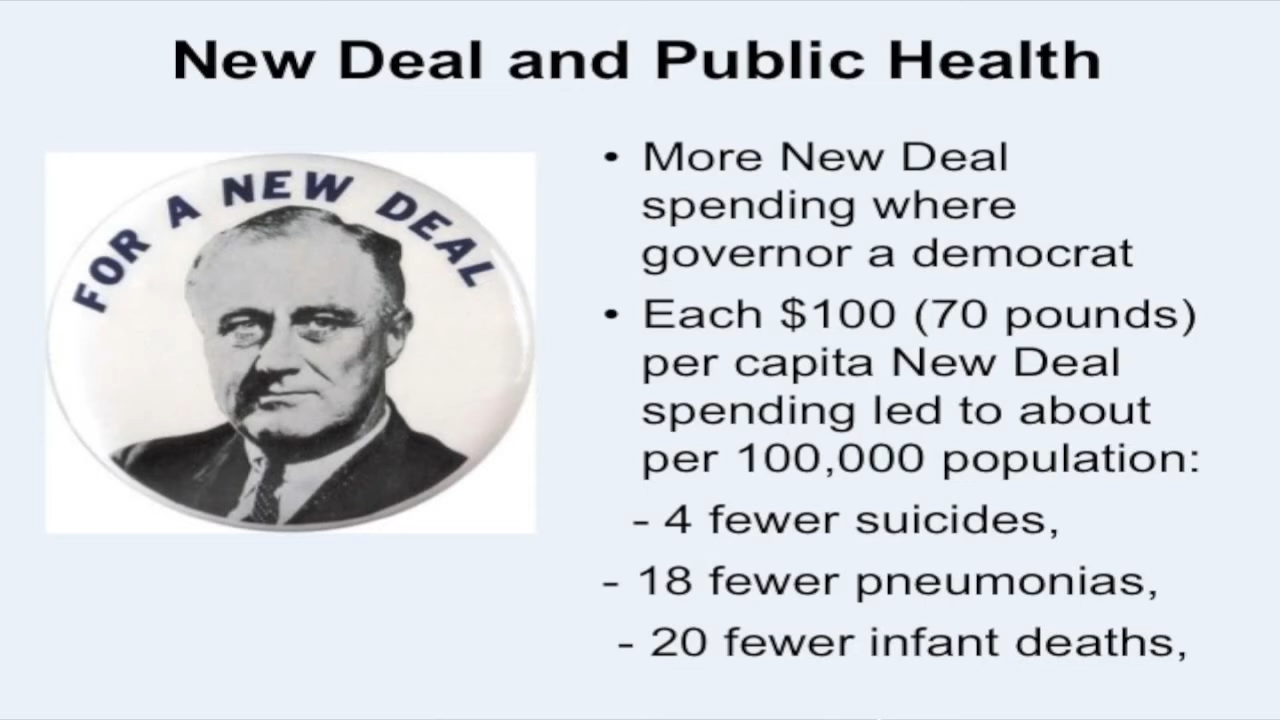 New Deal and Public Health
FOR A NEW DEAL
• More New Deal
spending where
governor a democrat
• Each $100 (70 pounds)
per capita New Deal
spending led to about
per 100,000 population:
- 4 fewer suicides,
- 18 fewer pneumonias,
- 20 fewer infant deaths,